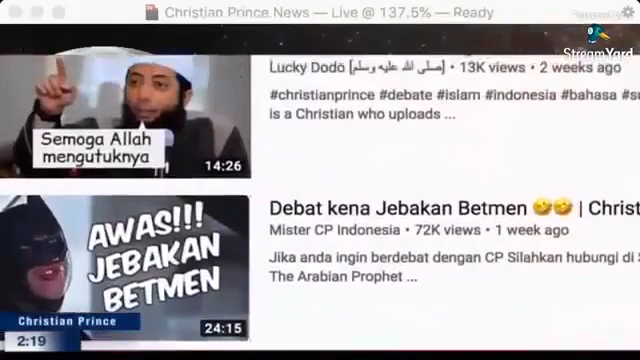 Christian Prince.News — Live @ 137.5% — Ready
StreamYard
Lucky Dodo [صلى الله عليه وسلم] • 13K views • 2 weeks ago
#christianprince #debate #islam #indonesia #bahasa
is a Christian who uploads ...
Semoga Allah
mengutuknya
14:26
Debat kena Jebakan Betmen 🤣🤣 | Christ
Mister CP Indonesia • 72K views • 1 week ago
Jika anda ingin berdebat dengan CP Silahkan hubungi di
The Arabian Prophet ...
AWAS!!!
JEBAKAN
BETMEN
24:15
Christian Prince
2:19